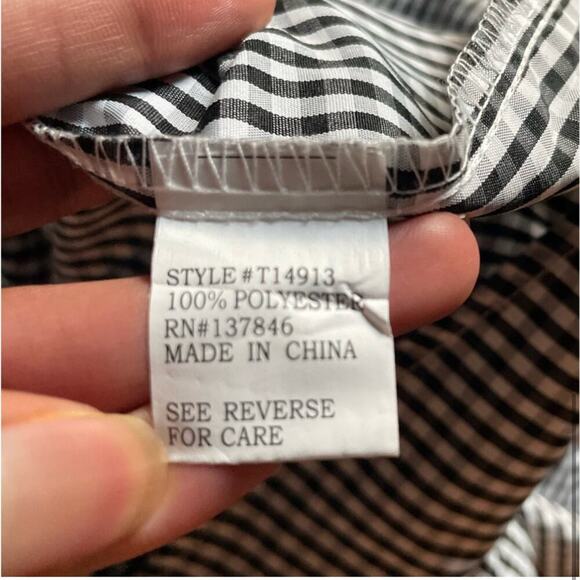 STYLE #T14913
100% POLYESTER
RN#137846
MADE IN CHINA
SEE REVERSE
FOR CARE